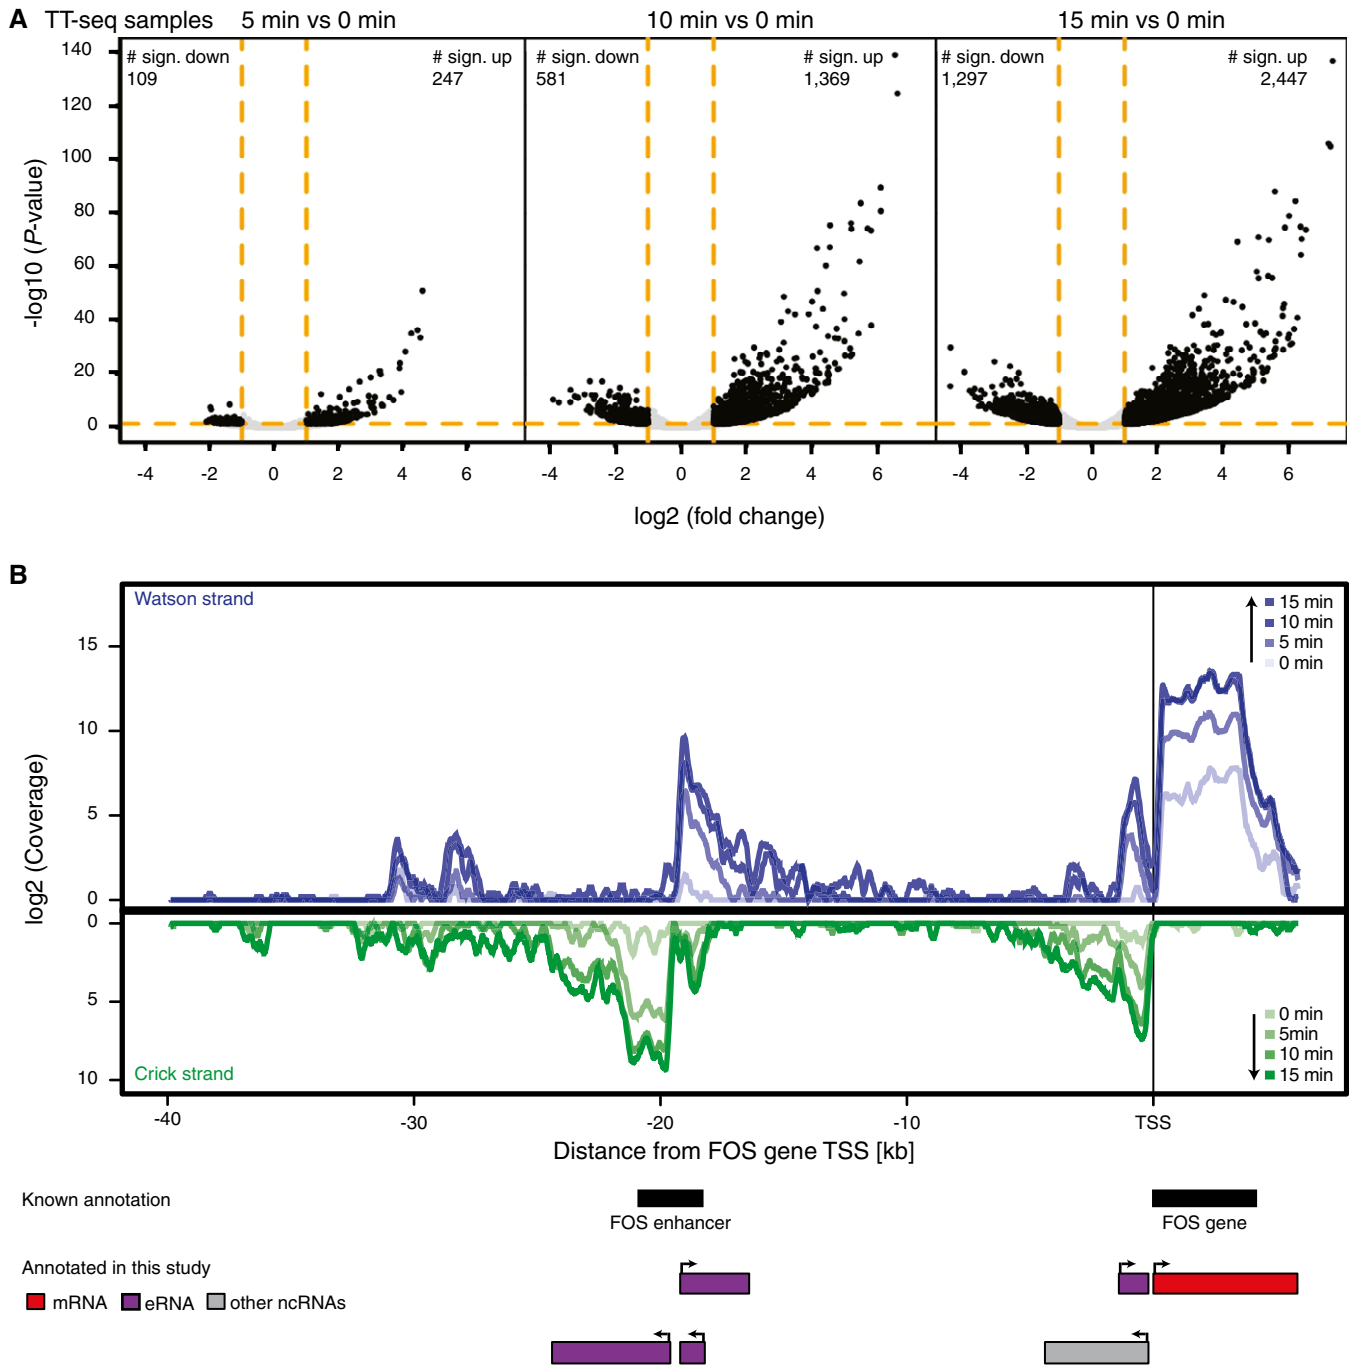 A TT-seq samples 5 min vs 0 min 10 min vs 0 min 15 min vs 0 min
# sign. down
109
# sign. up
247
# sign. down
581
# sign. up
1,369
# sign. down
1,297
# sign. up
2,447
140
120
100
80
60
40
20
0
-log10 (P-value)
-4 -2 0 2 4 -4 -2 0 2 4 6 -4 -2 0 2 4 6
log2 (fold change)
B
Watson strand
15 min
10 min
5 min
0 min
15
10
5
0
log2 (Coverage)
0
5
10
0 min
5min
10 min
15 min
Crick strand
-40 -30 -20 -10 TSS
Distance from FOS gene TSS [kb]
Known annotation
FOS enhancer FOS gene
Annotated in this study
mRNA eRNA other ncRNAs